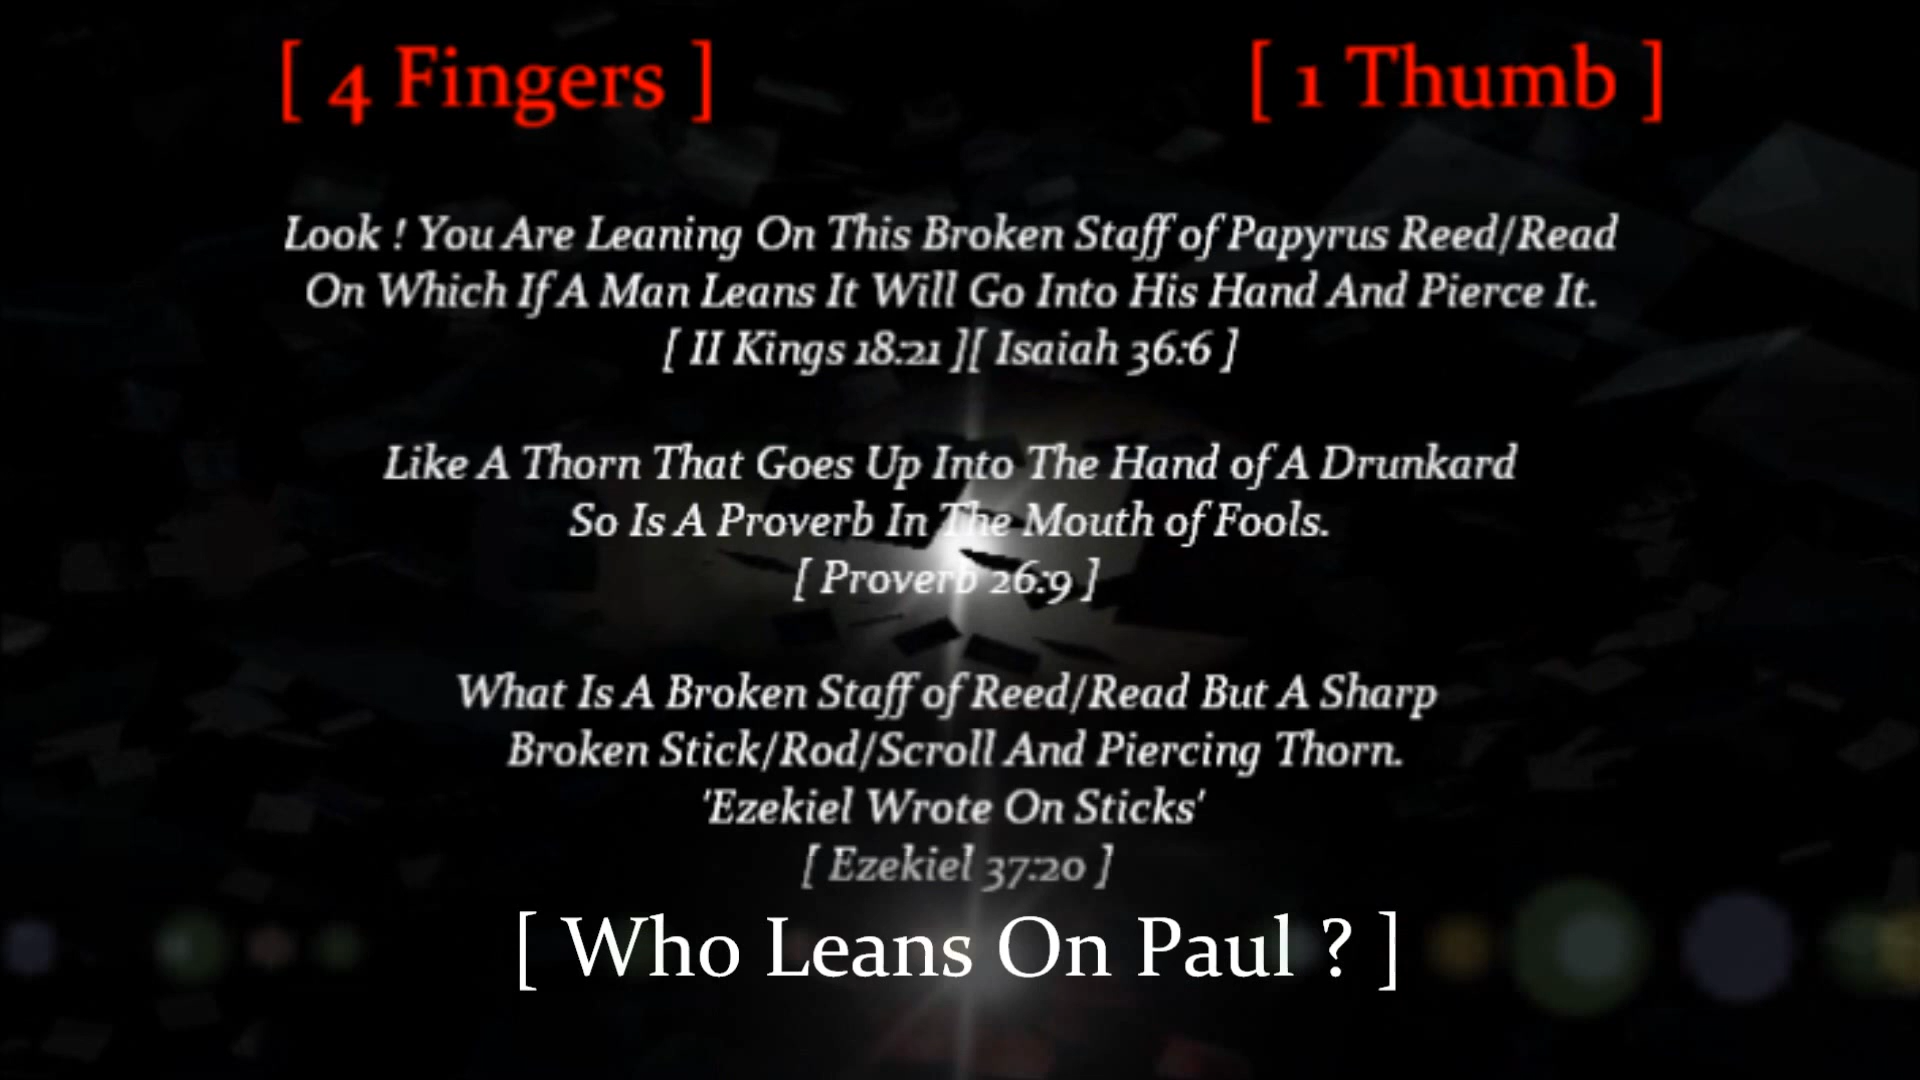 [ 4 Fingers ] [ 1 Thumb ]
Look ! You Are Leaning On This Broken Staff of Papyrus Reed/Read
On Which If A Man Leans It Will Go Into His Hand And Pierce It.
[ II Kings 18:21 ][ Isaiah 36:6 ]
Like A Thorn That Goes Up Into The Hand of A Drunkard
So Is A Proverb In The Mouth of Fools.
[ Proverb 26:9 ]
What Is A Broken Staff of Reed/Read But A Sharp
Broken Stick/Rod/Scroll And Piercing Thorn.
'Ezekiel Wrote On Sticks'
[ Ezekiel 37:20 ]
[ Who Leans On Paul ? ]